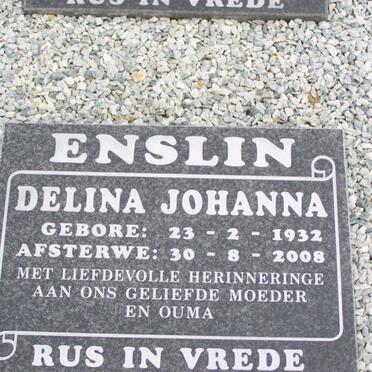 RUS IN VREDE
ENSLIN
DELINA JOHANNA
GEBORE: 23 - 2 - 1932
AFSTERWE: 30 - 8 - 2008
MET LIEFDEVOLLE HERINNERINGE
AAN ONS GELIEFDE MOEDER
EN OUMA
RUS IN VREDE